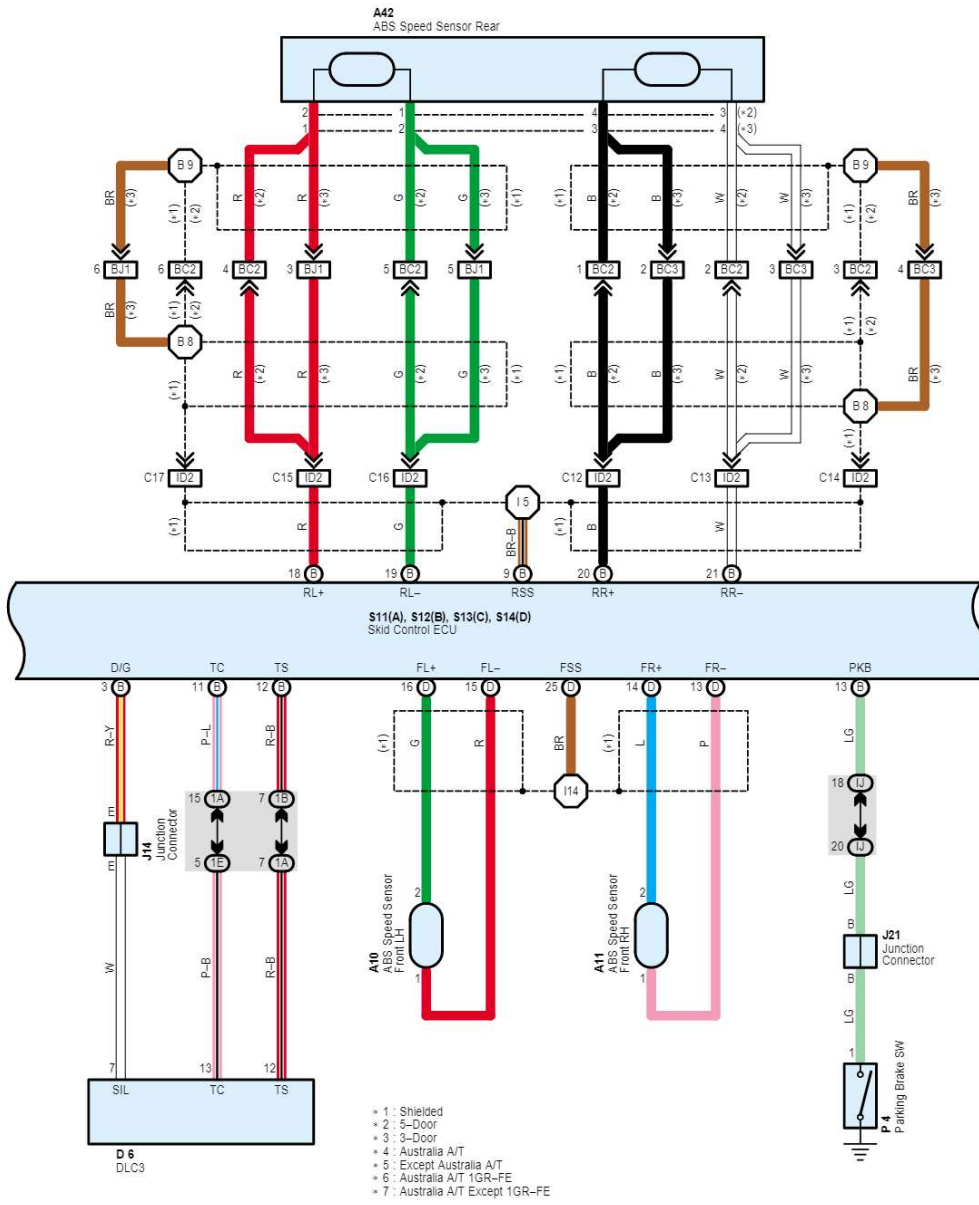 A42
ABS Speed Sensor Rear
2 1 4 3 (∗2)
1 2 3 4 (∗3)
B 9 B 9
BR (∗3) (∗1) (∗2) R (∗2) R (∗3) G (∗2) G (∗3) (∗1) (∗1) B (∗2) B (∗3) W (∗2) W (∗3) (∗1) (∗2) BR (∗3)
6 BJ1 6 BC2 4 BC2 3 BJ1 5 BC2 5 BJ1 1 BC2 2 BC3 2 BC2 3 BC3 3 BC2 4 BC3
BR (∗3) (∗1) (∗2) (∗1) (∗2)
B 8
(∗1) R (∗2) R (∗3) G (∗2) G (∗3) (∗1) (∗1) B (∗2) B (∗3) W (∗2) W (∗3) BR (∗3)
B 8
(∗1)
C17 ID2 C15 ID2 C16 ID2 C12 ID2 C13 ID2 C14 ID2
I 5
(∗1) R G BR–B (∗1) B W
18 B 19 B 9 B 20 B 21 B
RL+ RL– RSS RR+ RR–
S11(A), S12(B), S13(C), S14(D)
Skid Control ECU
D/G TC TS FL+ FL– FSS FR+ FR– PKB
3 B 11 B 12 B 16 D 15 D 25 D 14 D 13 D 13 B
R–Y P–L R–B (∗1) G R BR (∗1) L P LG
I14
15 1A 7 1B 18 IJ
E
J14
Junction
Connector
E
5 1E 7 1A 20 IJ
2 2
LG
B
J21
Junction
Connector
B
A10
ABS Speed Sensor
Front LH
A11
ABS Speed Sensor
Front RH
W P–B R–B
1 1
LG
7 13 12 1
SIL TC TS
P 4
Parking Brake SW
D 6
DLC3
∗ 1 : Shielded
∗ 2 : 5–Door
∗ 3 : 3–Door
∗ 4 : Australia A/T
∗ 5 : Except Australia A/T
∗ 6 : Australia A/T 1GR–FE
∗ 7 : Australia A/T Except 1GR–FE